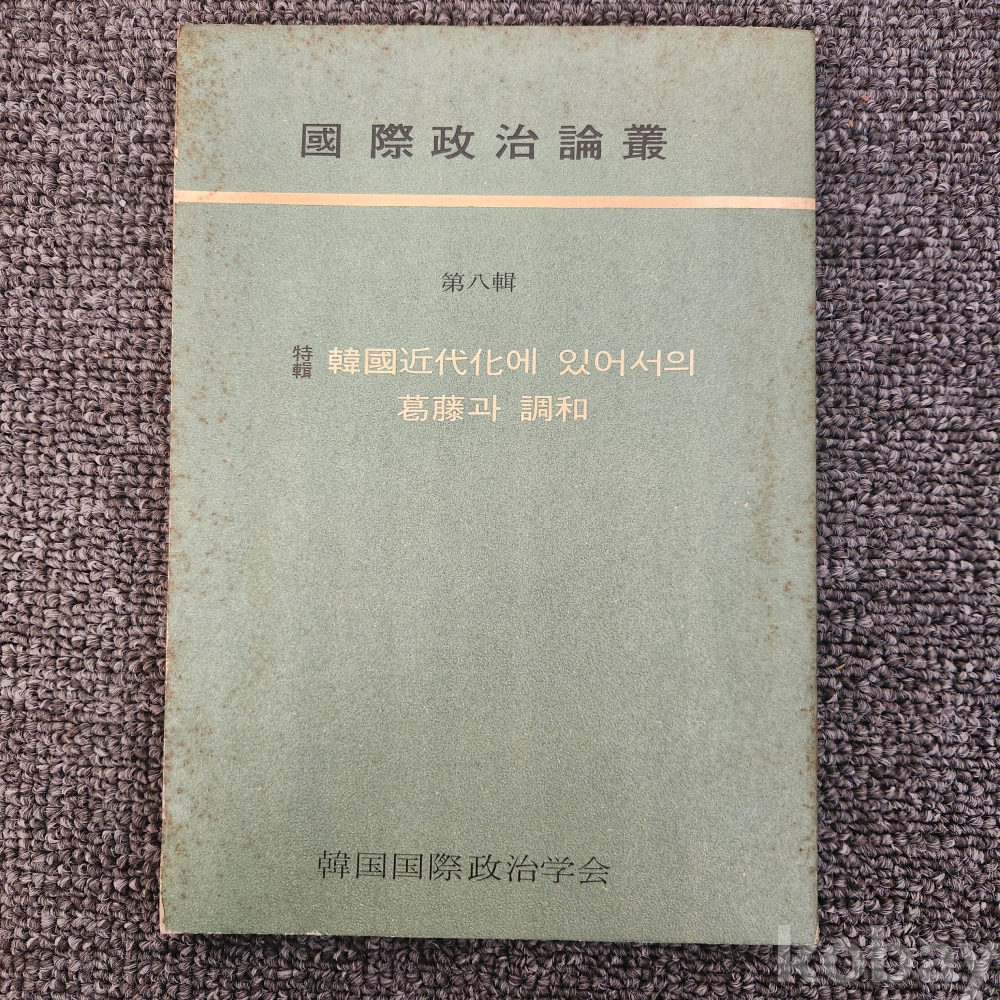 國際政治論叢
第八輯
特輯 韓國近代化에 있어서의
葛藤과 調和
韓国国際政治学会
kobay